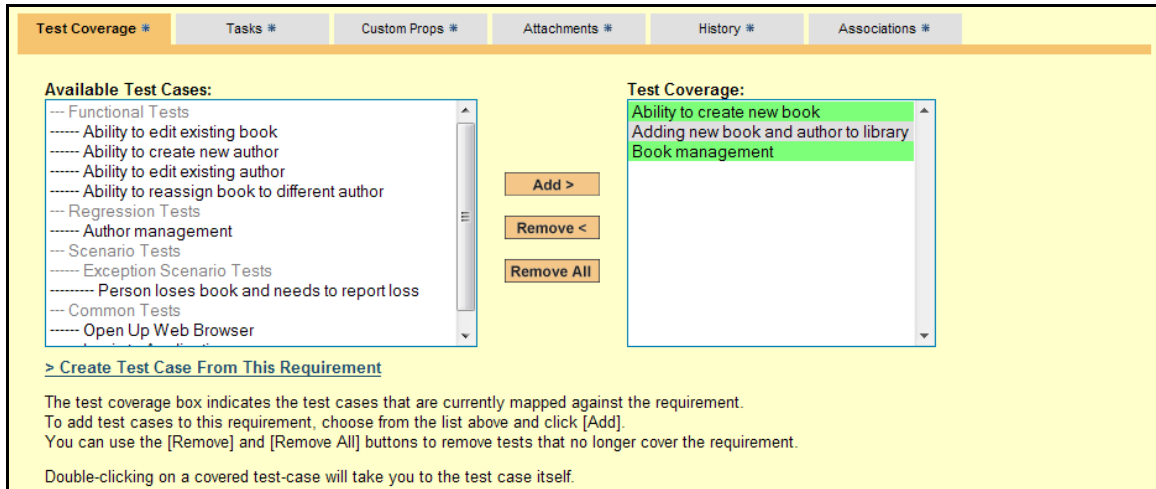 Test Coverage * Tasks * Custom Props * Attachments * History * Associations *
Available Test Cases:
--- Functional Tests
------ Ability to edit existing book
------ Ability to create new author
------ Ability to edit existing author
------ Ability to reassign book to different author
--- Regression Tests
------ Author management
--- Scenario Tests
------ Exception Scenario Tests
--------- Person loses book and needs to report loss
--- Common Tests
------ Open Up Web Browser
Add >
Remove <
Remove All
Test Coverage:
Ability to create new book
Adding new book and author to library
Book management
> Create Test Case From This Requirement
The test coverage box indicates the test cases that are currently mapped against the requirement.
To add test cases to this requirement, choose from the list above and click [Add].
You can use the [Remove] and [Remove All] buttons to remove tests that no longer cover the requirement.
Double-clicking on a covered test-case will take you to the test case itself.